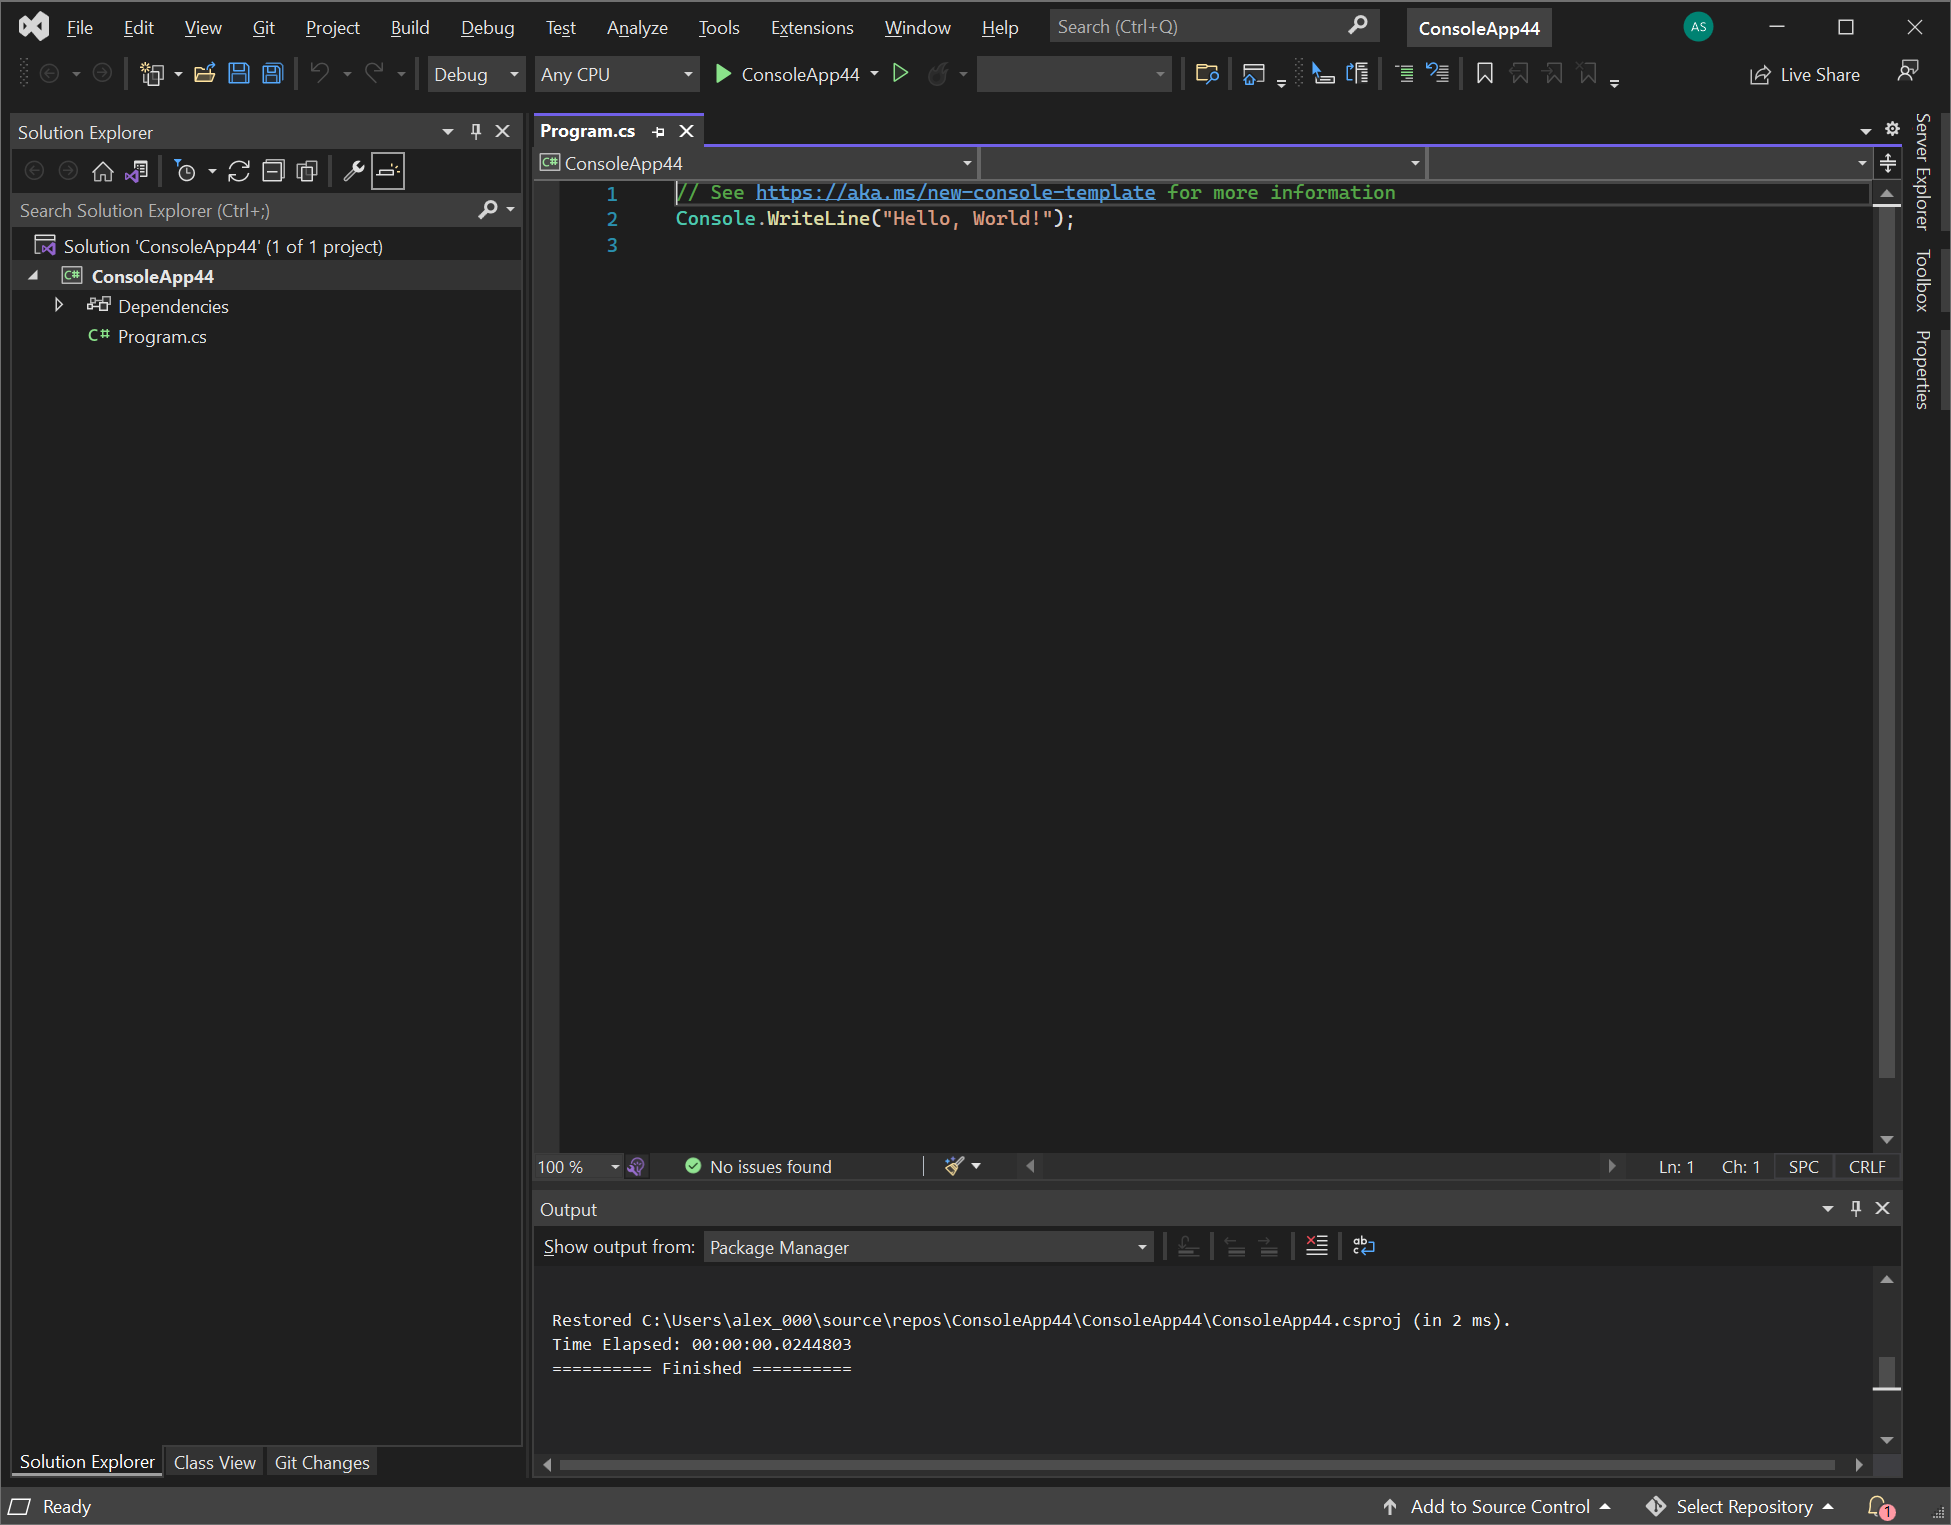 File Edit View Git Project Build Debug Test Analyze Tools Extensions Window Help Search (Ctrl+Q) ConsoleApp44 AS
Debug Any CPU ConsoleApp44 Live Share
Solution Explorer
Search Solution Explorer (Ctrl+;)
Solution 'ConsoleApp44' (1 of 1 project)
C# ConsoleApp44
Dependencies
C# Program.cs
Program.cs
C# ConsoleApp44
1 // See https://aka.ms/new-console-template for more information
2 Console.WriteLine("Hello, World!");
3
Server Explorer
Toolbox
Properties
100 % No issues found Ln: 1 Ch: 1 SPC CRLF
Output
Show output from: Package Manager
Restored C:\Users\alex_000\source\repos\ConsoleApp44\ConsoleApp44\ConsoleApp44.csproj (in 2 ms).
Time Elapsed: 00:00:00.0244803
========== Finished ==========
Solution Explorer Class View Git Changes
Ready Add to Source Control Select Repository 1